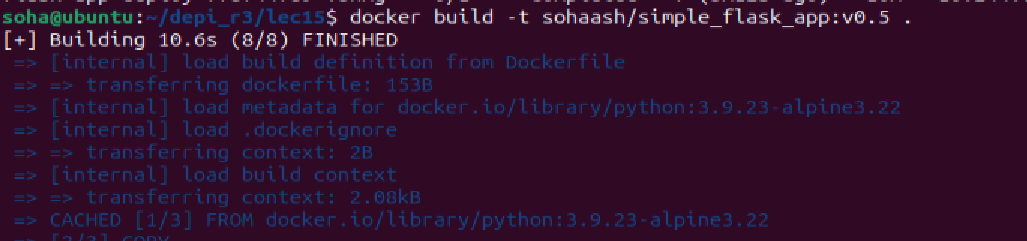 soha@ubuntu:~/depi_r3/lec15$ docker build -t sohaash/simple_flask_app:v0.5 .
[+] Building 10.6s (8/8) FINISHED
=> [internal] load build definition from Dockerfile
=> => transferring dockerfile: 153B
=> [internal] load metadata for docker.io/library/python:3.9.23-alpine3.22
=> [internal] load .dockerignore
=> => transferring context: 2B
=> [internal] load build context
=> => transferring context: 2.08kB
=> CACHED [1/3] FROM docker.io/library/python:3.9.23-alpine3.22
=> [2/3] COPY